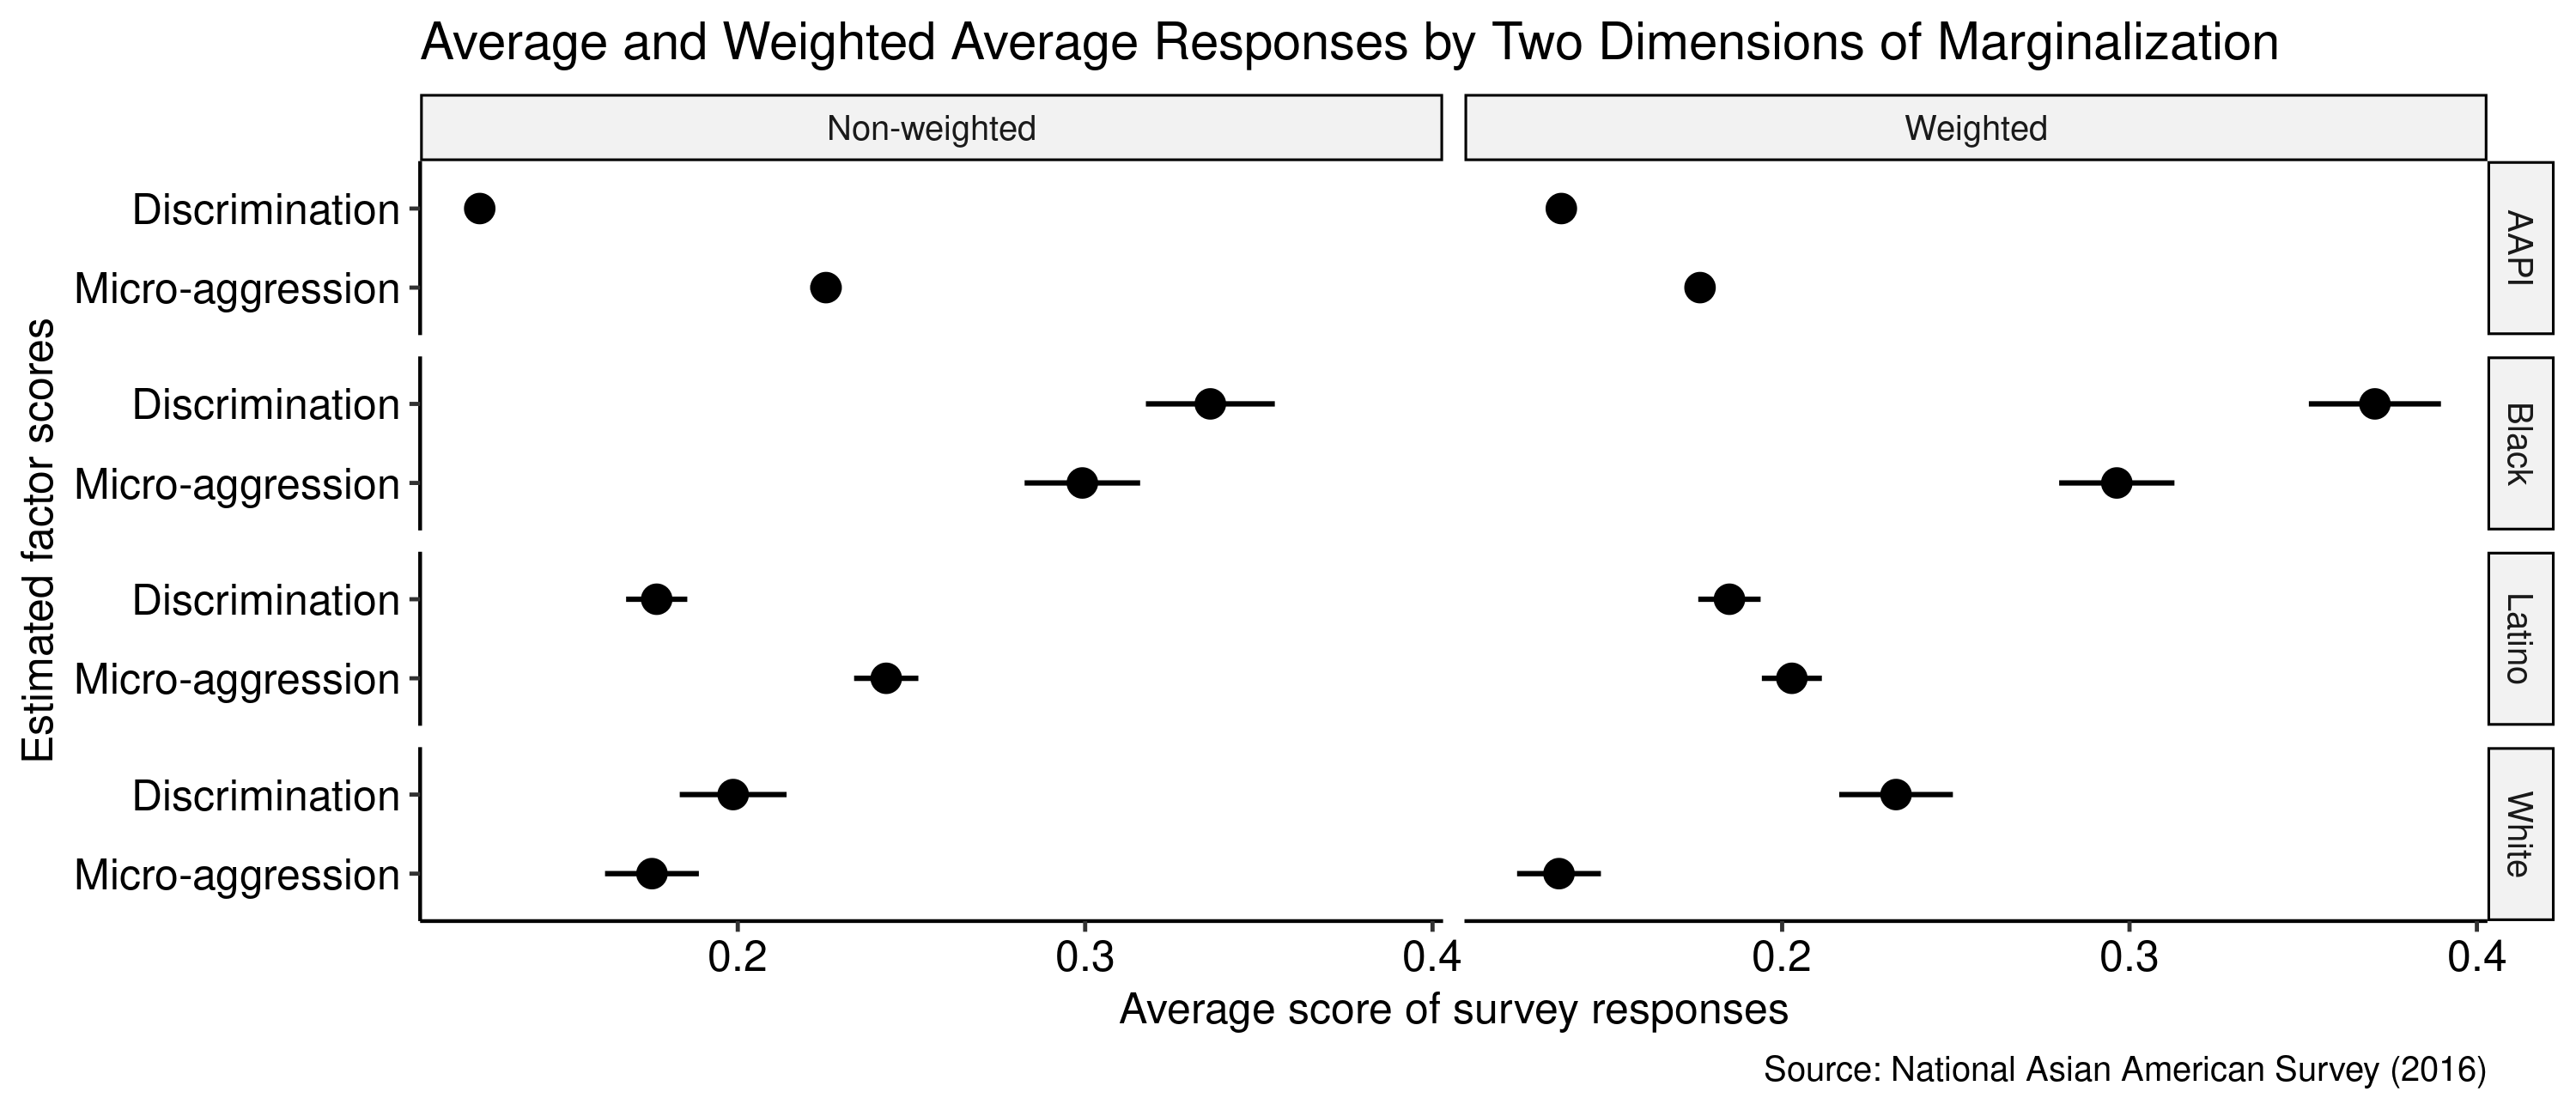 Average and Weighted Average Responses by Two Dimensions of Marginalization
Non-weighted
Weighted
Estimated factor scores
Discrimination
Micro-aggression
AAPI
Discrimination
Micro-aggression
Black
Discrimination
Micro-aggression
Latino
Discrimination
Micro-aggression
White
0.2 0.3 0.4 0.2 0.3 0.4
Average score of survey responses
Source: National Asian American Survey (2016)